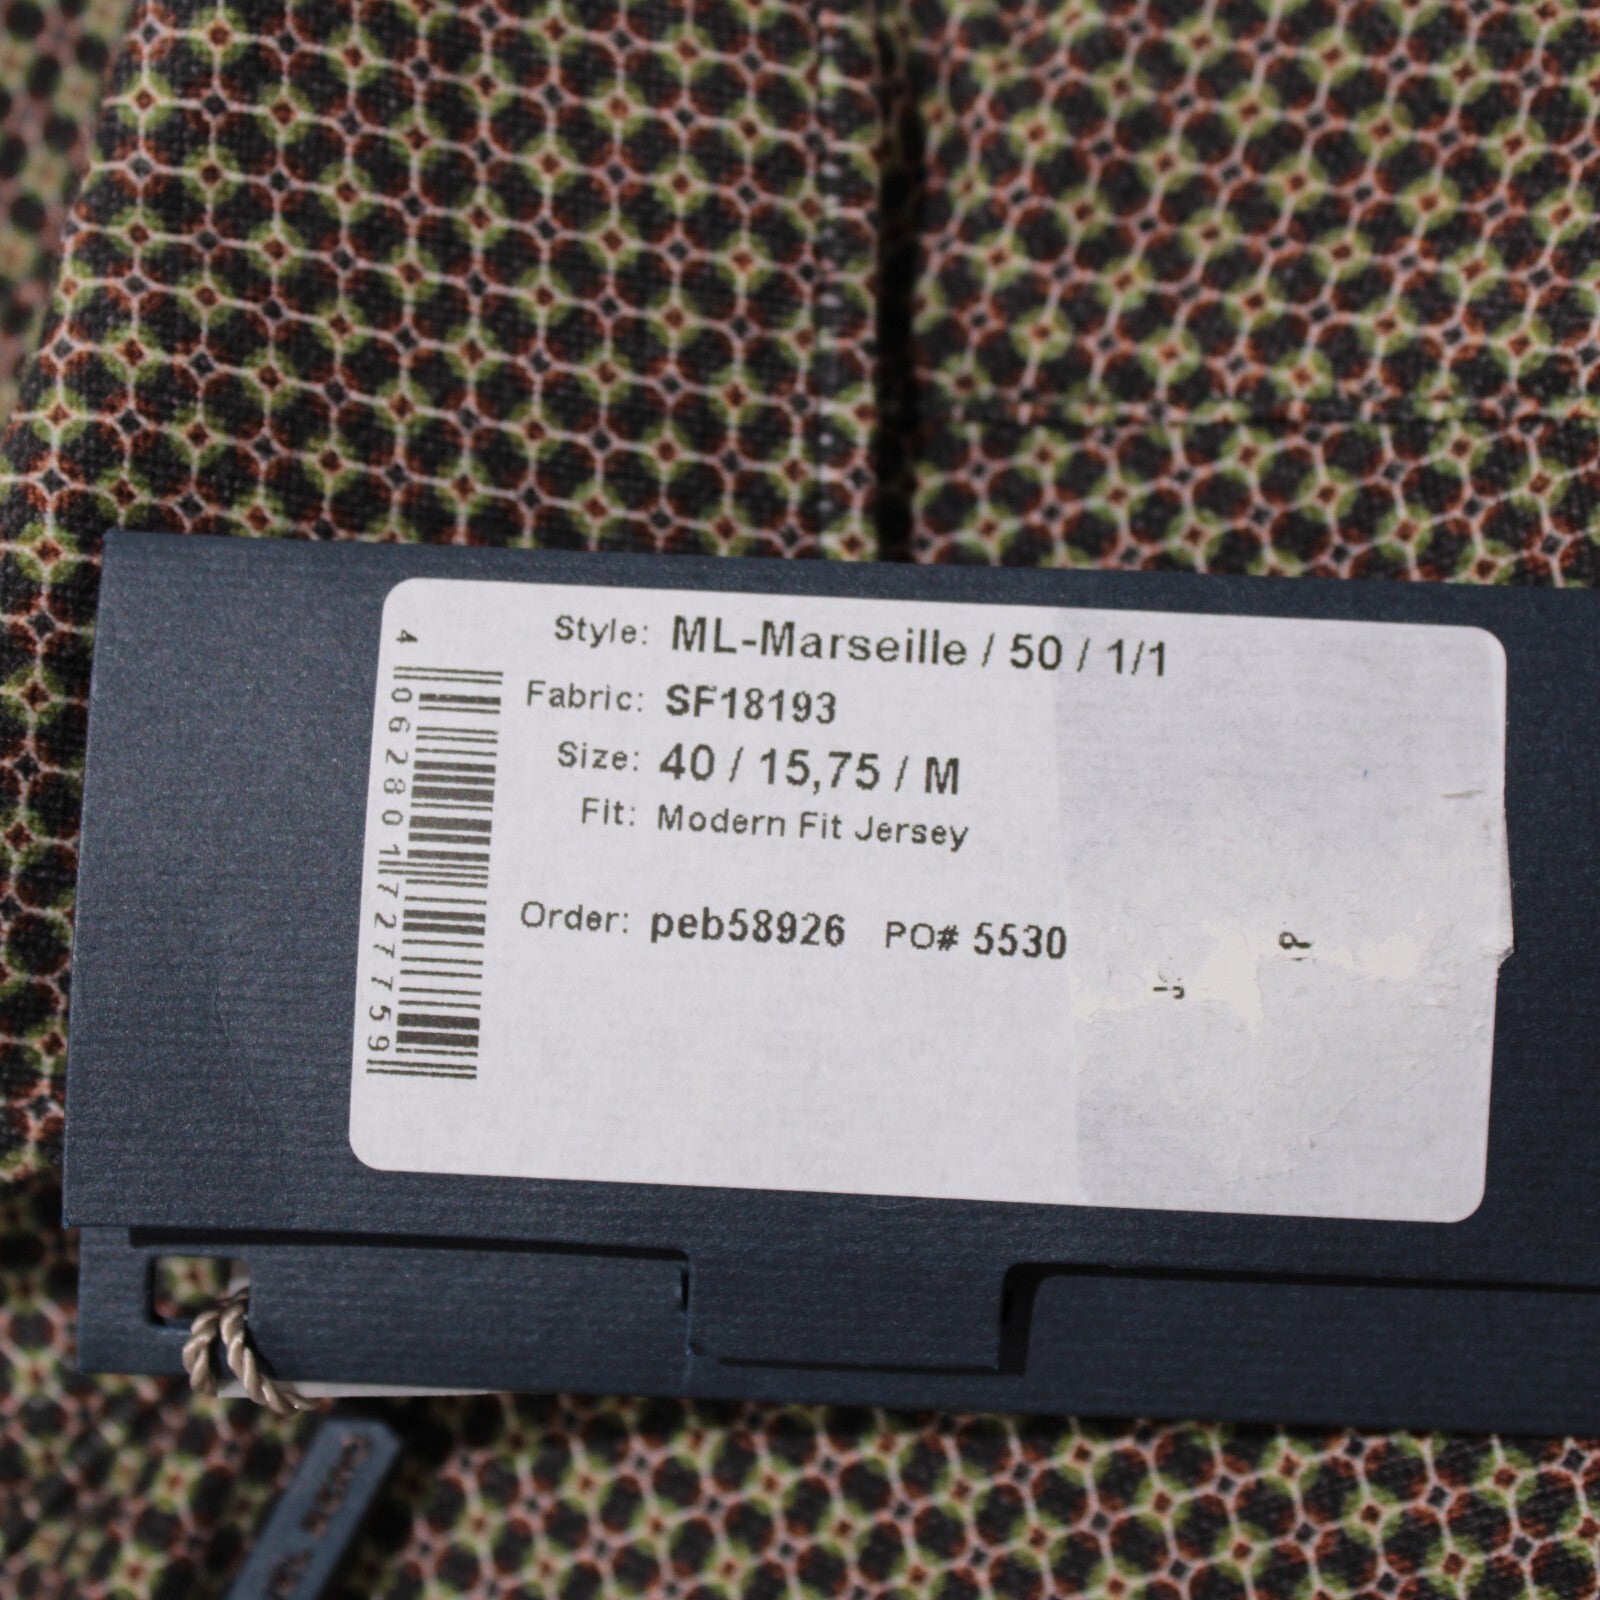 Style: ML-Marseille / 50 / 1/1
Fabric: SF18193
Size: 40 / 15,75 / M
Fit: Modern Fit Jersey
Order: peb58926 PO# 5530
4 062801 727759